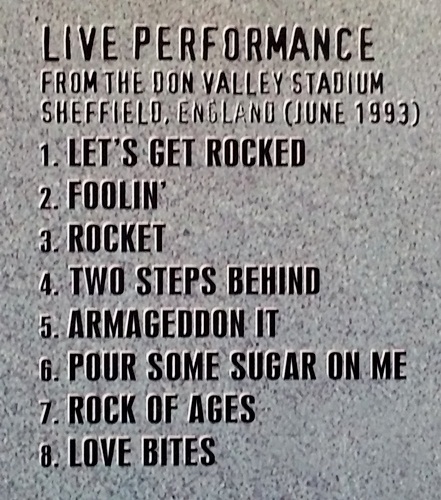 LIVE PERFORMANCE
FROM THE DON VALLEY STADIUM
SHEFFIELD, ENGLAND (JUNE 1993)
1. LET'S GET ROCKED
2. FOOLIN'
3. ROCKET
4. TWO STEPS BEHIND
5. ARMAGEDDON IT
6. POUR SOME SUGAR ON ME
7. ROCK OF AGES
8. LOVE BITES